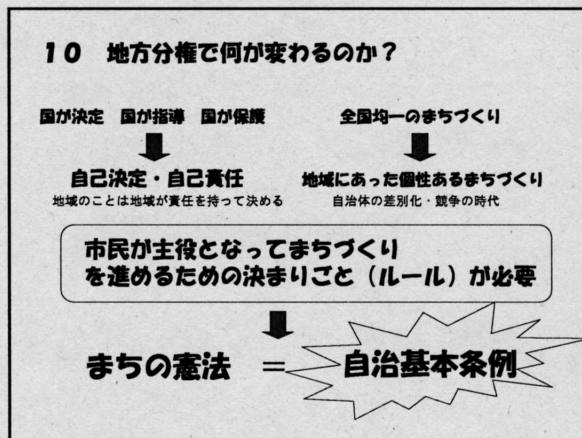 10 地方分権で何が変わるのか？
国が決定 国が指導 国が保護
全国均一のまちづくり
自己決定・自己責任
地域にあった個性あるまちづくり
地域のことは地域が責任を持って決める
自治体の差別化・競争の時代
市民が主役となってまちづくり
を進めるための決まりごと（ルール）が必要
まちの憲法 ＝ 自治基本条例